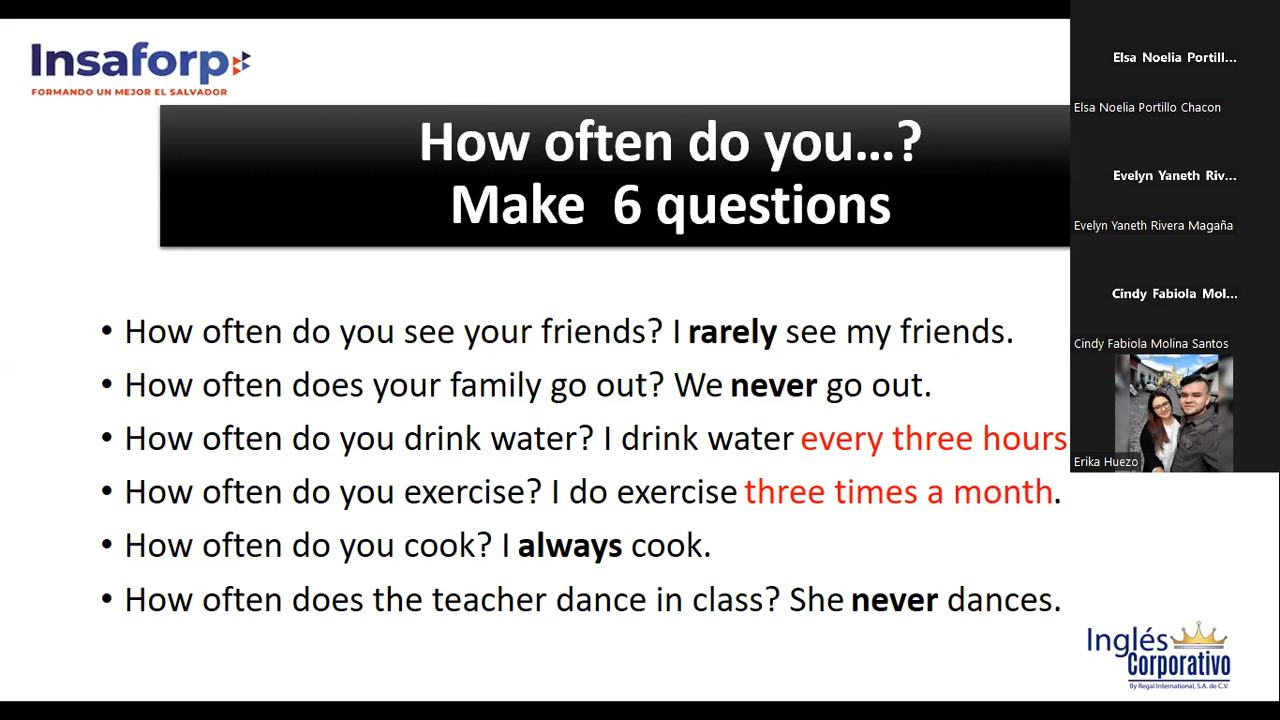 Insaforp
FORMANDO UN MEJOR EL SALVADOR
How often do you...?
Make 6 questions
• How often do you see your friends? I rarely see my friends.
• How often does your family go out? We never go out.
• How often do you drink water? I drink water every three hours
• How often do you exercise? I do exercise three times a month.
• How often do you cook? I always cook.
• How often does the teacher dance in class? She never dances.
Elsa Noelia Portill...
Elsa Noelia Portillo Chacon
Evelyn Yaneth Riv...
Evelyn Yaneth Rivera Magaña
Cindy Fabiola Mol...
Cindy Fabiola Molina Santos
Erika Huezo
Inglés
Corporativo
By Regal International, S.A. de C.V.